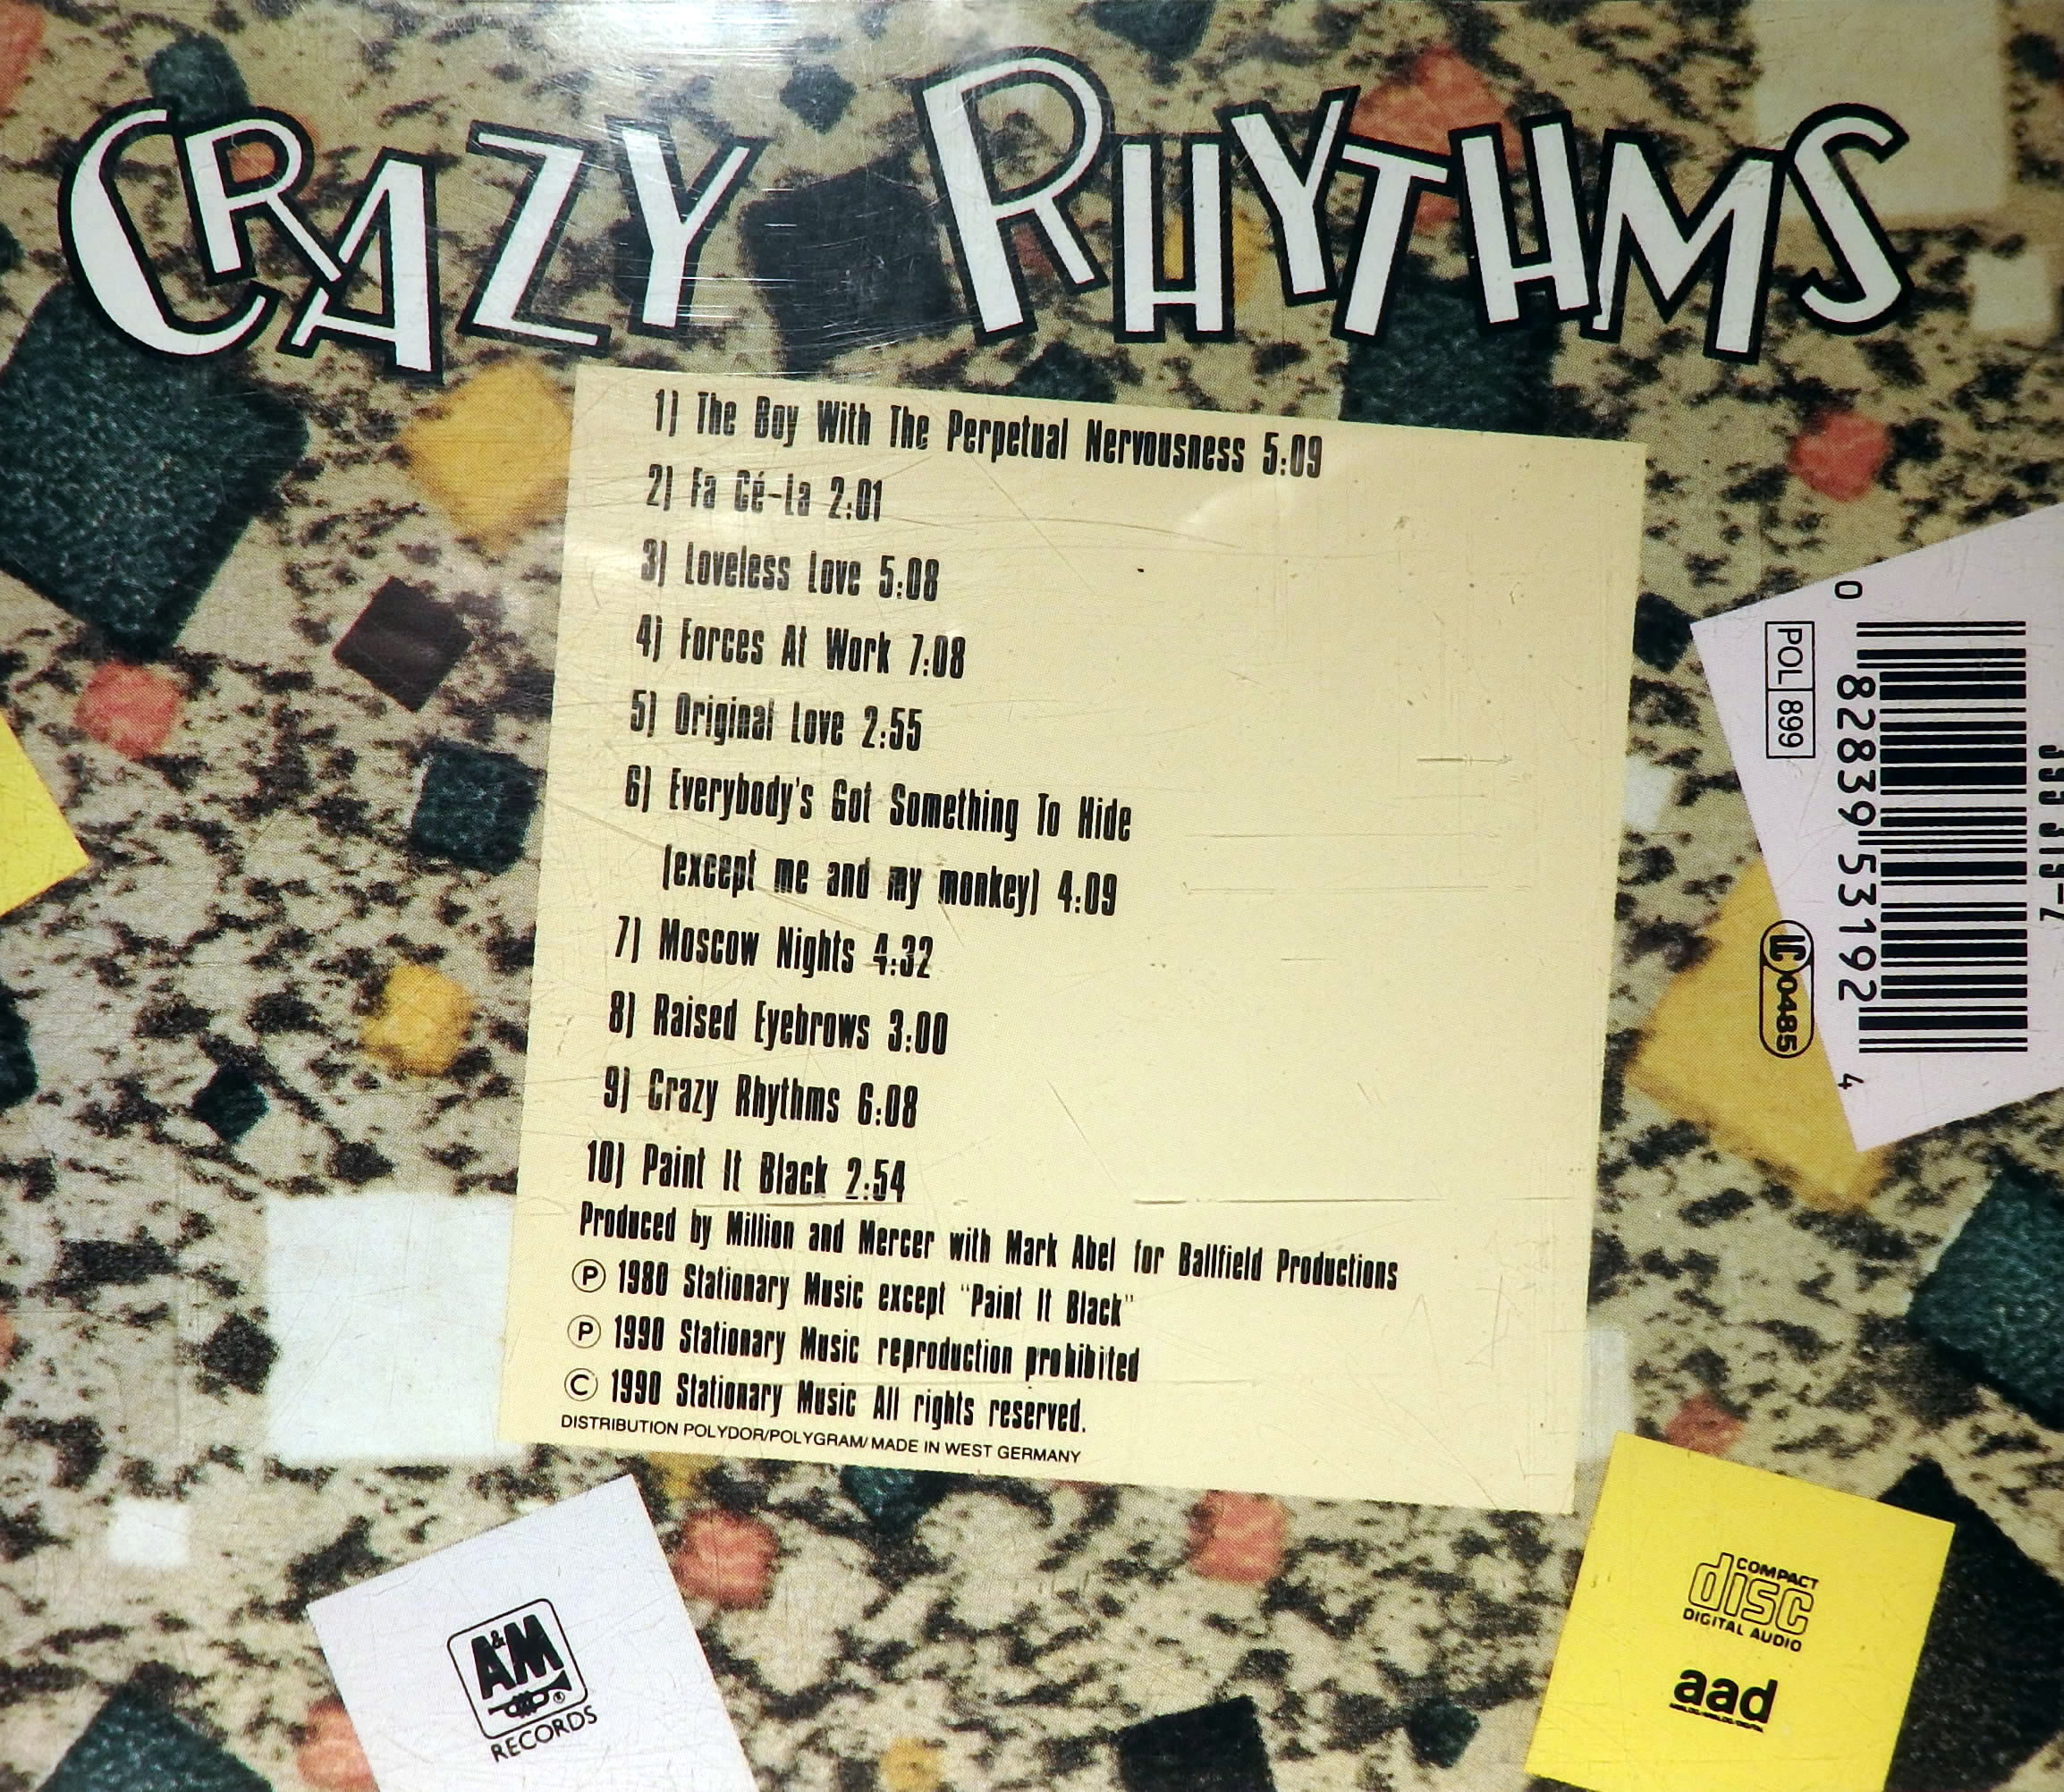 CRAZY RHYTHMS
1) The Boy With The Perpetual Nervousness 5:09
2) Fa Cé-La 2:01
3) Loveless Love 5:08
4) Forces At Work 7:08
5) Original Love 2:55
6) Everybody's Got Something To Hide
(except me and my monkey) 4:09
7) Moscow Nights 4:32
8) Raised Eyebrows 3:00
9) Crazy Rhythms 6:08
10) Paint It Black 2:54
Produced by Million and Mercer with Mark Abel for Ballfield Productions
Ⓟ 1980 Stationary Music except "Paint It Black"
Ⓟ 1990 Stationary Music reproduction prohibited
© 1990 Stationary Music All rights reserved.
DISTRIBUTION POLYDOR/POLYGRAM/MADE IN WEST GERMANY
0 82839 53192 4
POL 899
LC 0485
A&M
®
RECORDS
COMPACT
disc
DIGITAL AUDIO
aad